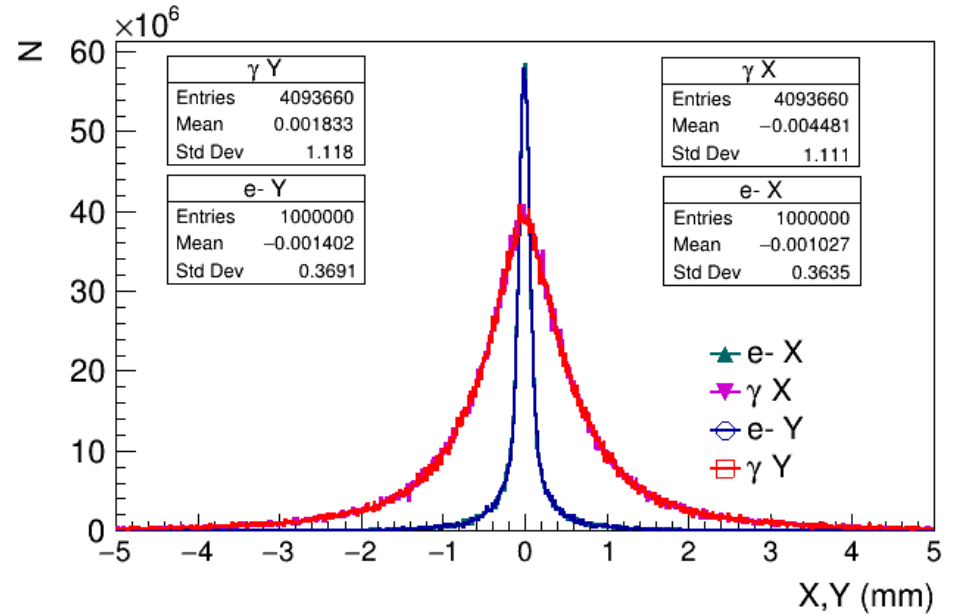 N
×10⁶
60
50
40
30
20
10
0
γ Y
Entries 4093660
Mean 0.001833
Std Dev 1.118
e- Y
Entries 1000000
Mean −0.001402
Std Dev 0.3691
γ X
Entries 4093660
Mean −0.004481
Std Dev 1.111
e- X
Entries 1000000
Mean −0.001027
Std Dev 0.3635
e- X
γ X
e- Y
γ Y
−5 −4 −3 −2 −1 0 1 2 3 4 5
X,Y (mm)